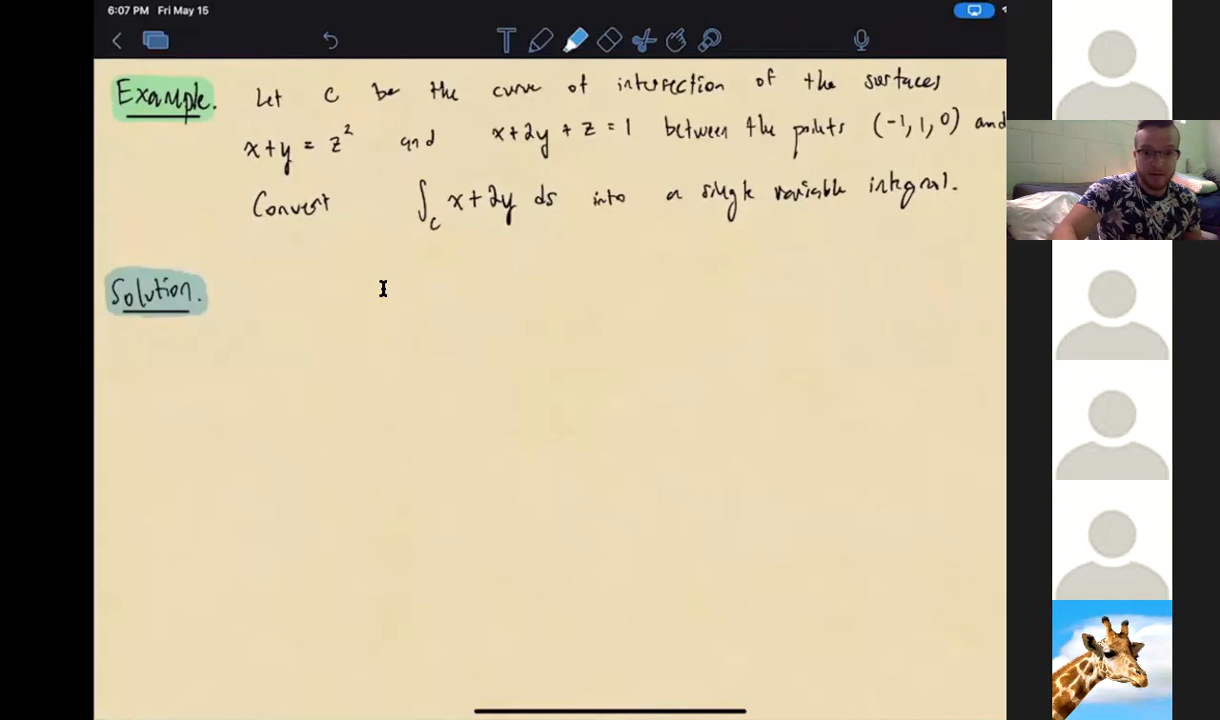 6:07 PM Fri May 15
Example. Let C be the curve of intersection of the surfaces
x+y = z² and x+2y+z=1 between the points (-1,1,0) and
Convert ∫_C x+2y ds into a single variable integral.
Solution.